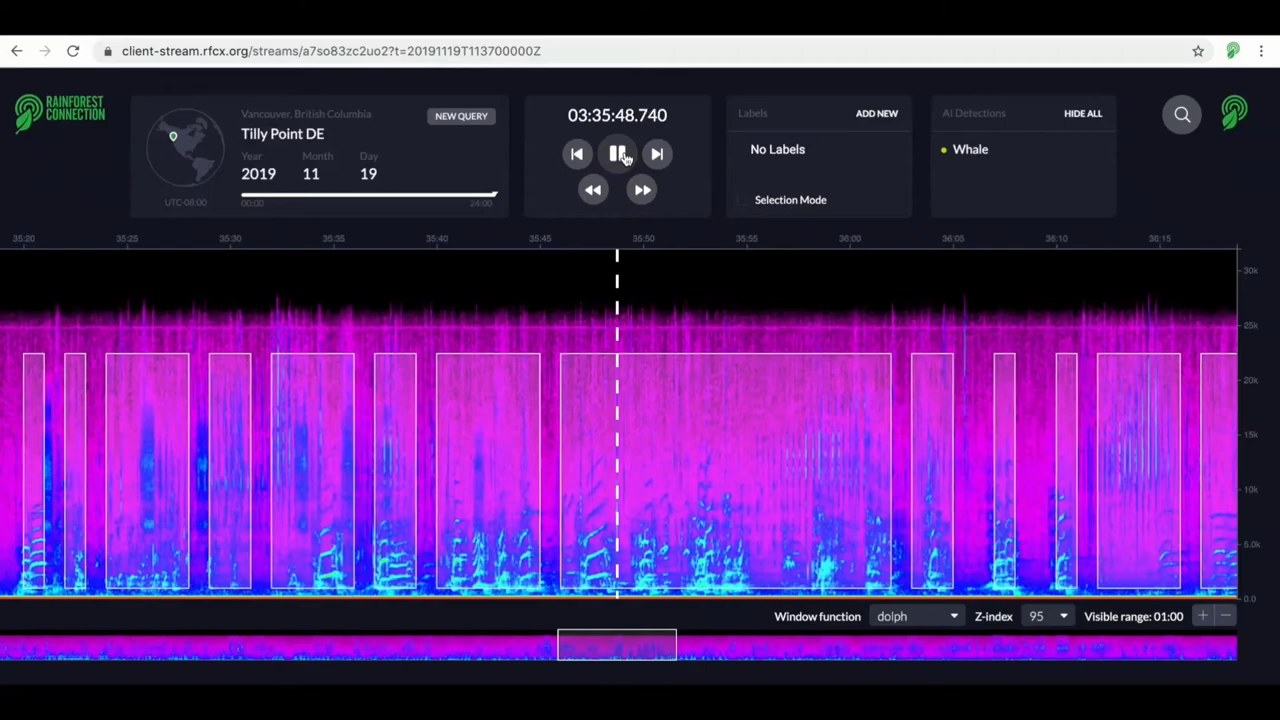 client-stream.rfcx.org/streams/a7so83zc2uo2?t=20191119T113700000Z
RAINFOREST
CONNECTION
Vancouver, British Columbia
NEW QUERY
Tilly Point DE
Year Month Day
2019 11 19
UTC-08:00
00:00 24:00
03:35:48.740
Labels ADD NEW
No Labels
Selection Mode
AI Detections HIDE ALL
Whale
35:20 35:25 35:30 35:35 35:40 35:45 35:50 35:55 36:00 36:05 36:10 36:15
30k
25k
20k
15k
10k
5.0k
0.0
Window function dolph Z-index 95 Visible range: 01:00 + −